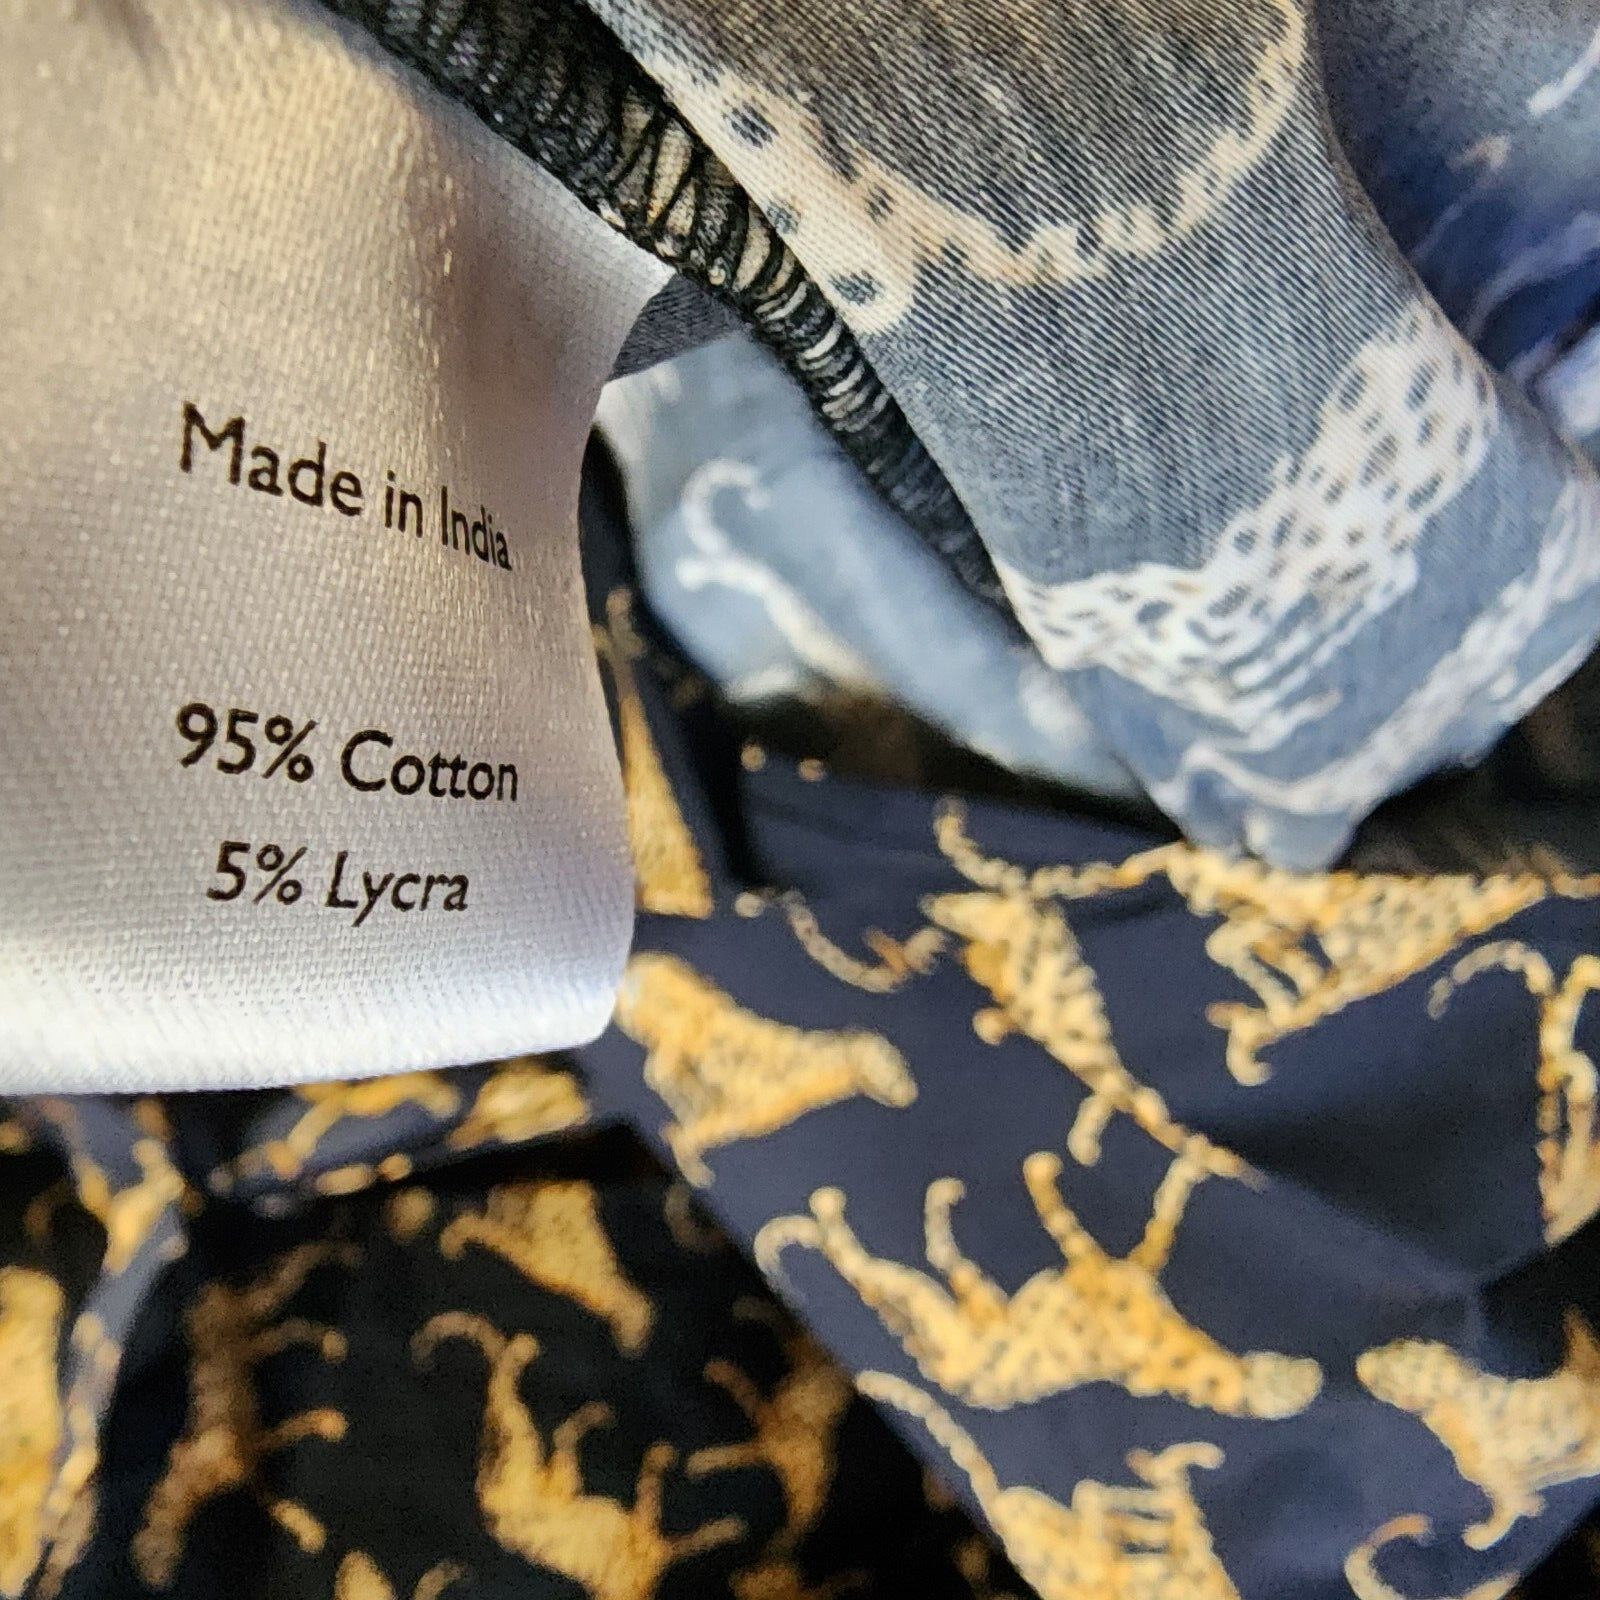 Made in India
95% Cotton
5% Lycra